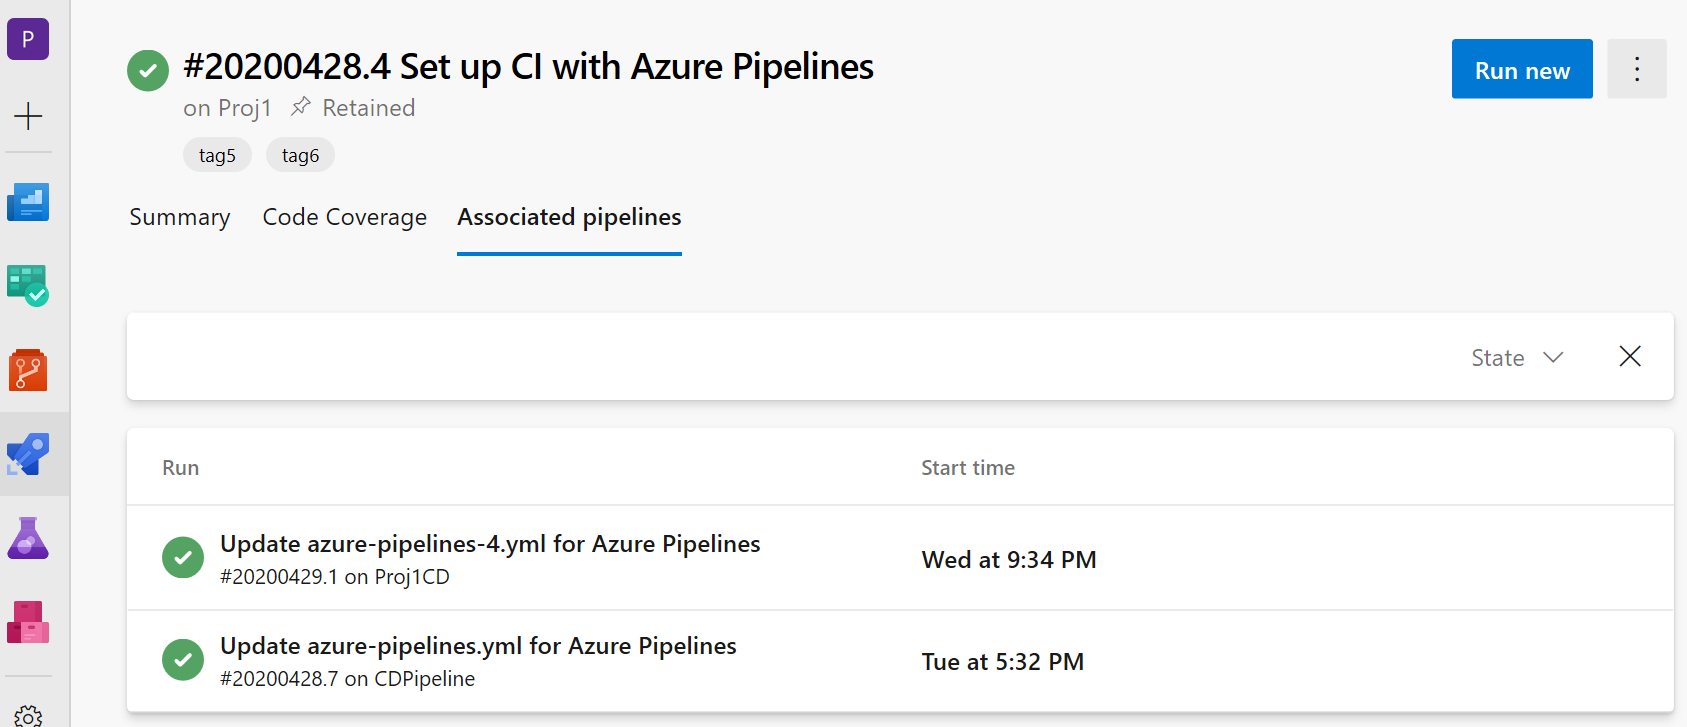 P
#20200428.4 Set up CI with Azure Pipelines
on Proj1 Retained
tag5 tag6
Run new
Summary Code Coverage Associated pipelines
State
Run Start time
Update azure-pipelines-4.yml for Azure Pipelines
#20200429.1 on Proj1CD
Wed at 9:34 PM
Update azure-pipelines.yml for Azure Pipelines
#20200428.7 on CDPipeline
Tue at 5:32 PM